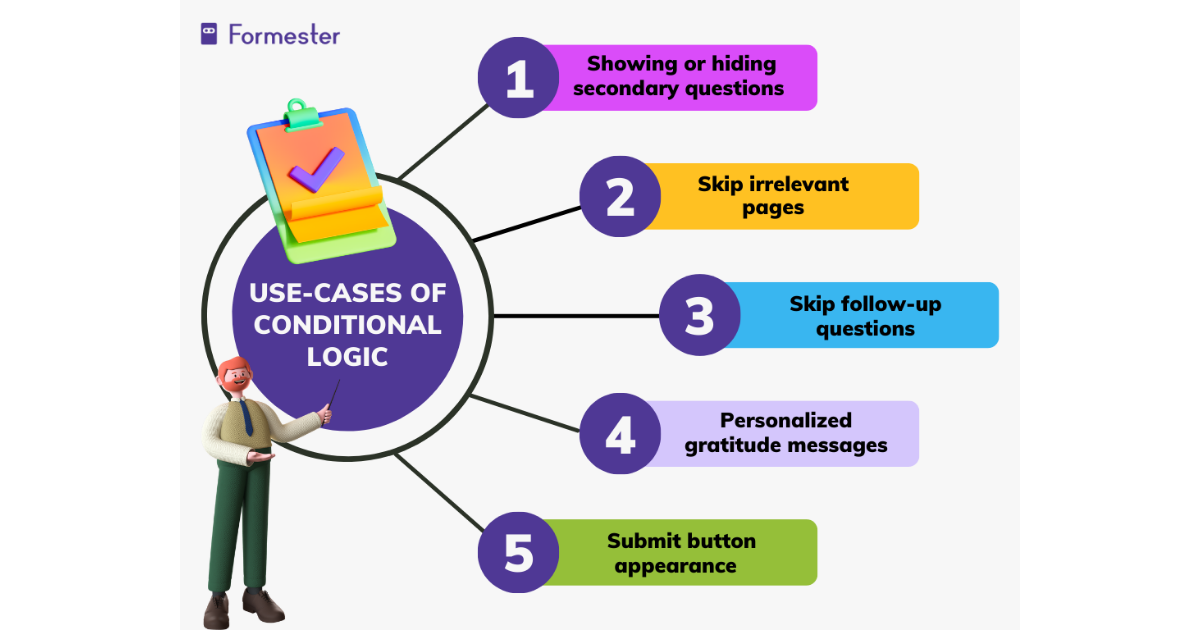 Formester
USE-CASES OF
CONDITIONAL
LOGIC
1
Showing or hiding
secondary questions
2
Skip irrelevant
pages
3
Skip follow-up
questions
4
Personalized
gratitude messages
5
Submit button
appearance